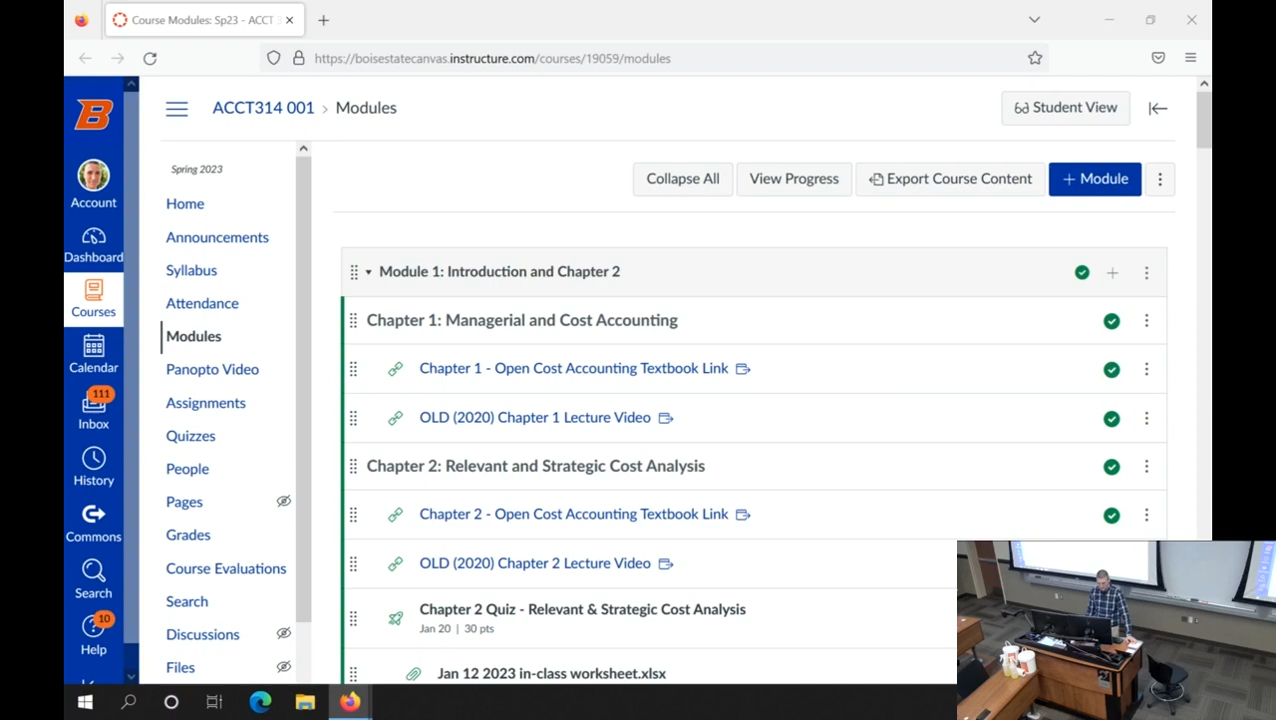 Course Modules: Sp23 - ACCT 3
https://boisestatecanvas.instructure.com/courses/19059/modules
B
ACCT314 001 › Modules
Student View
Spring 2023
Collapse All
View Progress
Export Course Content
+ Module
Account
Dashboard
Courses
Calendar
111
Inbox
History
Commons
Search
10
Help
Home
Announcements
Syllabus
Attendance
Modules
Panopto Video
Assignments
Quizzes
People
Pages
Grades
Course Evaluations
Search
Discussions
Files
Module 1: Introduction and Chapter 2
Chapter 1: Managerial and Cost Accounting
Chapter 1 - Open Cost Accounting Textbook Link
OLD (2020) Chapter 1 Lecture Video
Chapter 2: Relevant and Strategic Cost Analysis
Chapter 2 - Open Cost Accounting Textbook Link
OLD (2020) Chapter 2 Lecture Video
Chapter 2 Quiz - Relevant & Strategic Cost Analysis
Jan 20 | 30 pts
Jan 12 2023 in-class worksheet.xlsx